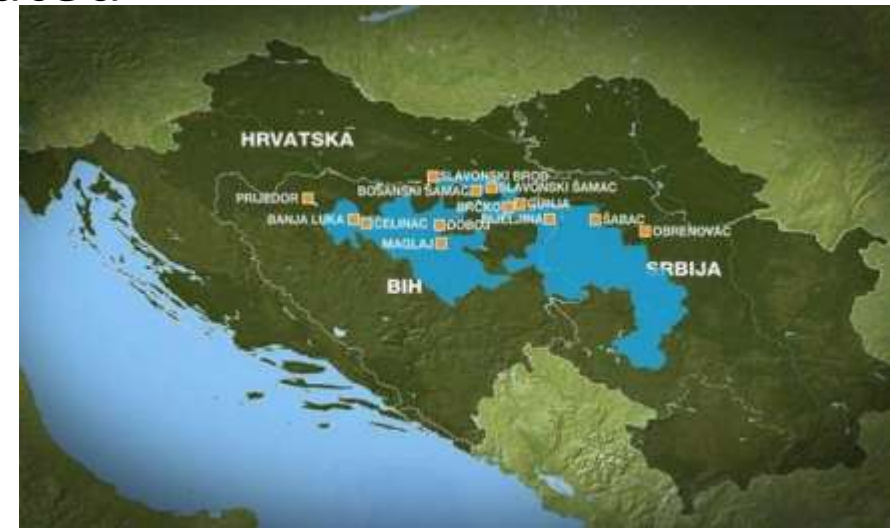 HRVATSKA
SLAVONSKI BROD
BOSANSKI ŠAMAC
SLAVONSKI ŠAMAC
PRIJEDOR
BRČKO
GUNJA
BANJA LUKA
ČELINAC
DOBOJ
BIJELJINA
ŠABAC
OBRENOVAC
MAGLAJ
SRBIJA
BIH